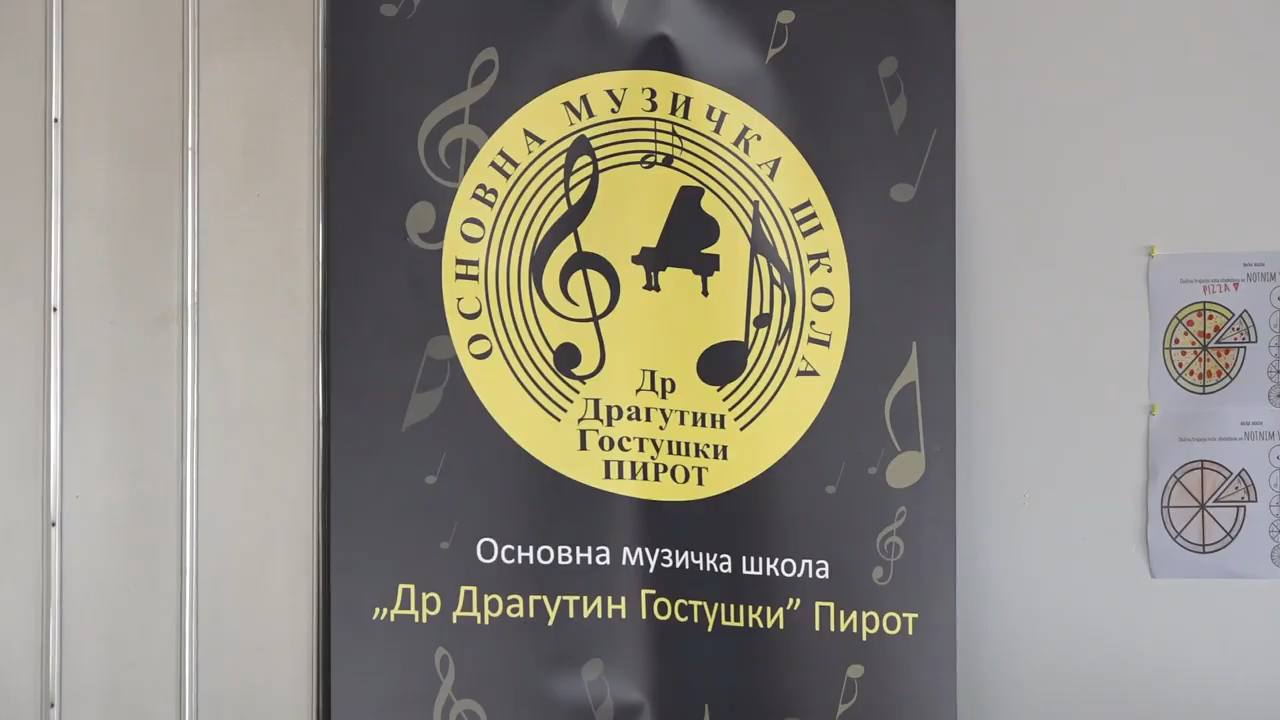 ОСНОВНА МУЗИЧКА ШКОЛА
Др
Драгутин
Гостушки
ПИРОТ
Основна музичка школа
„Др Драгутин Гостушки” Пирот
NOTNIM
PIZZA
NOTNIM